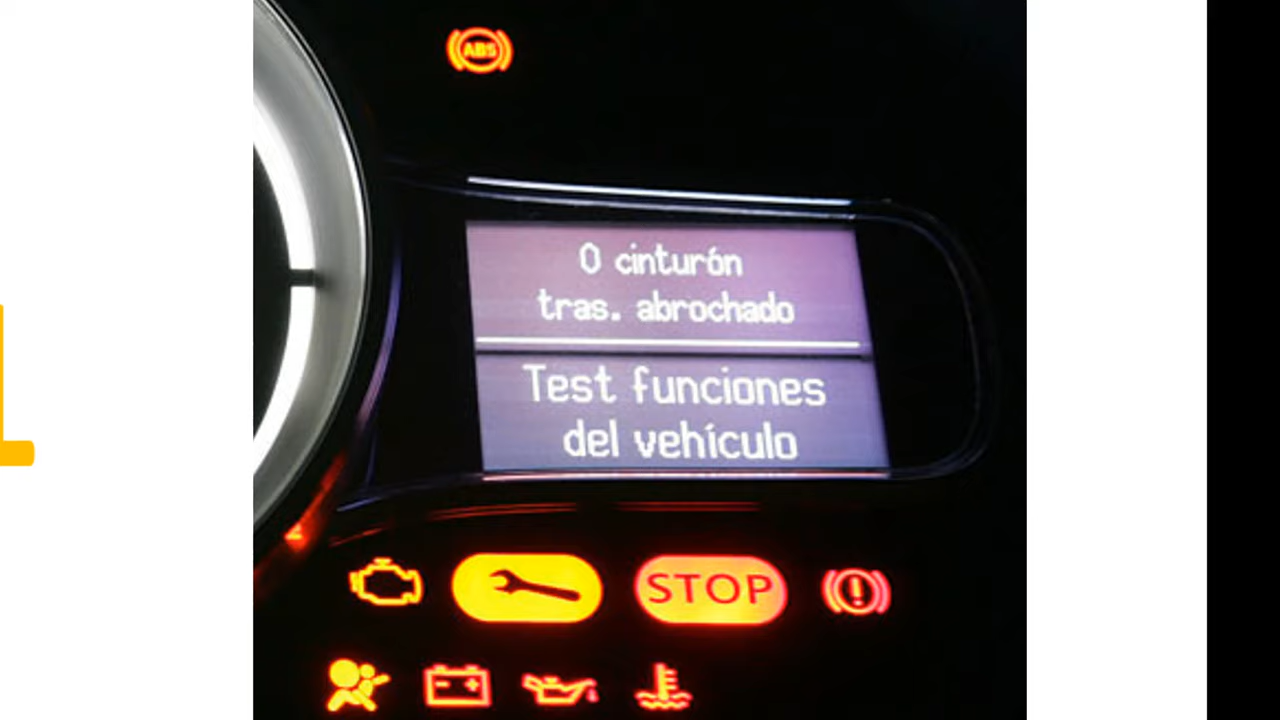 ABS
0 cinturón
tras. abrochado
Test funciones
del vehículo
STOP